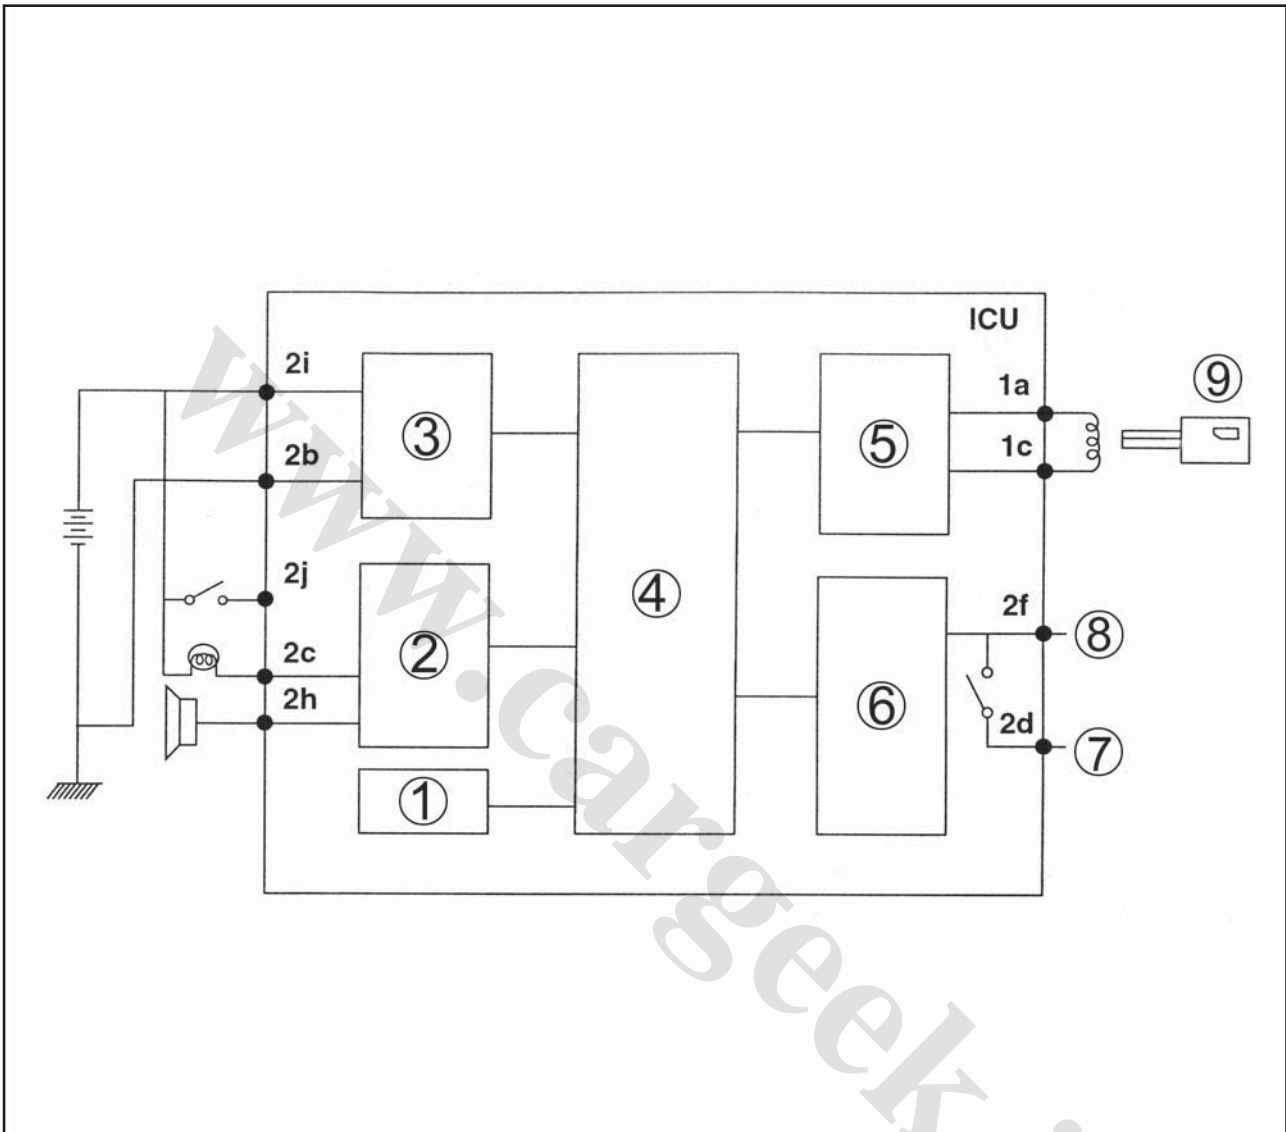 ICU
2i
1a
⑨
③
⑤
1c
2b
2j
④
2f
⑧
2c
②
2h
⑥
2d
⑦
①
www.cargeek.i